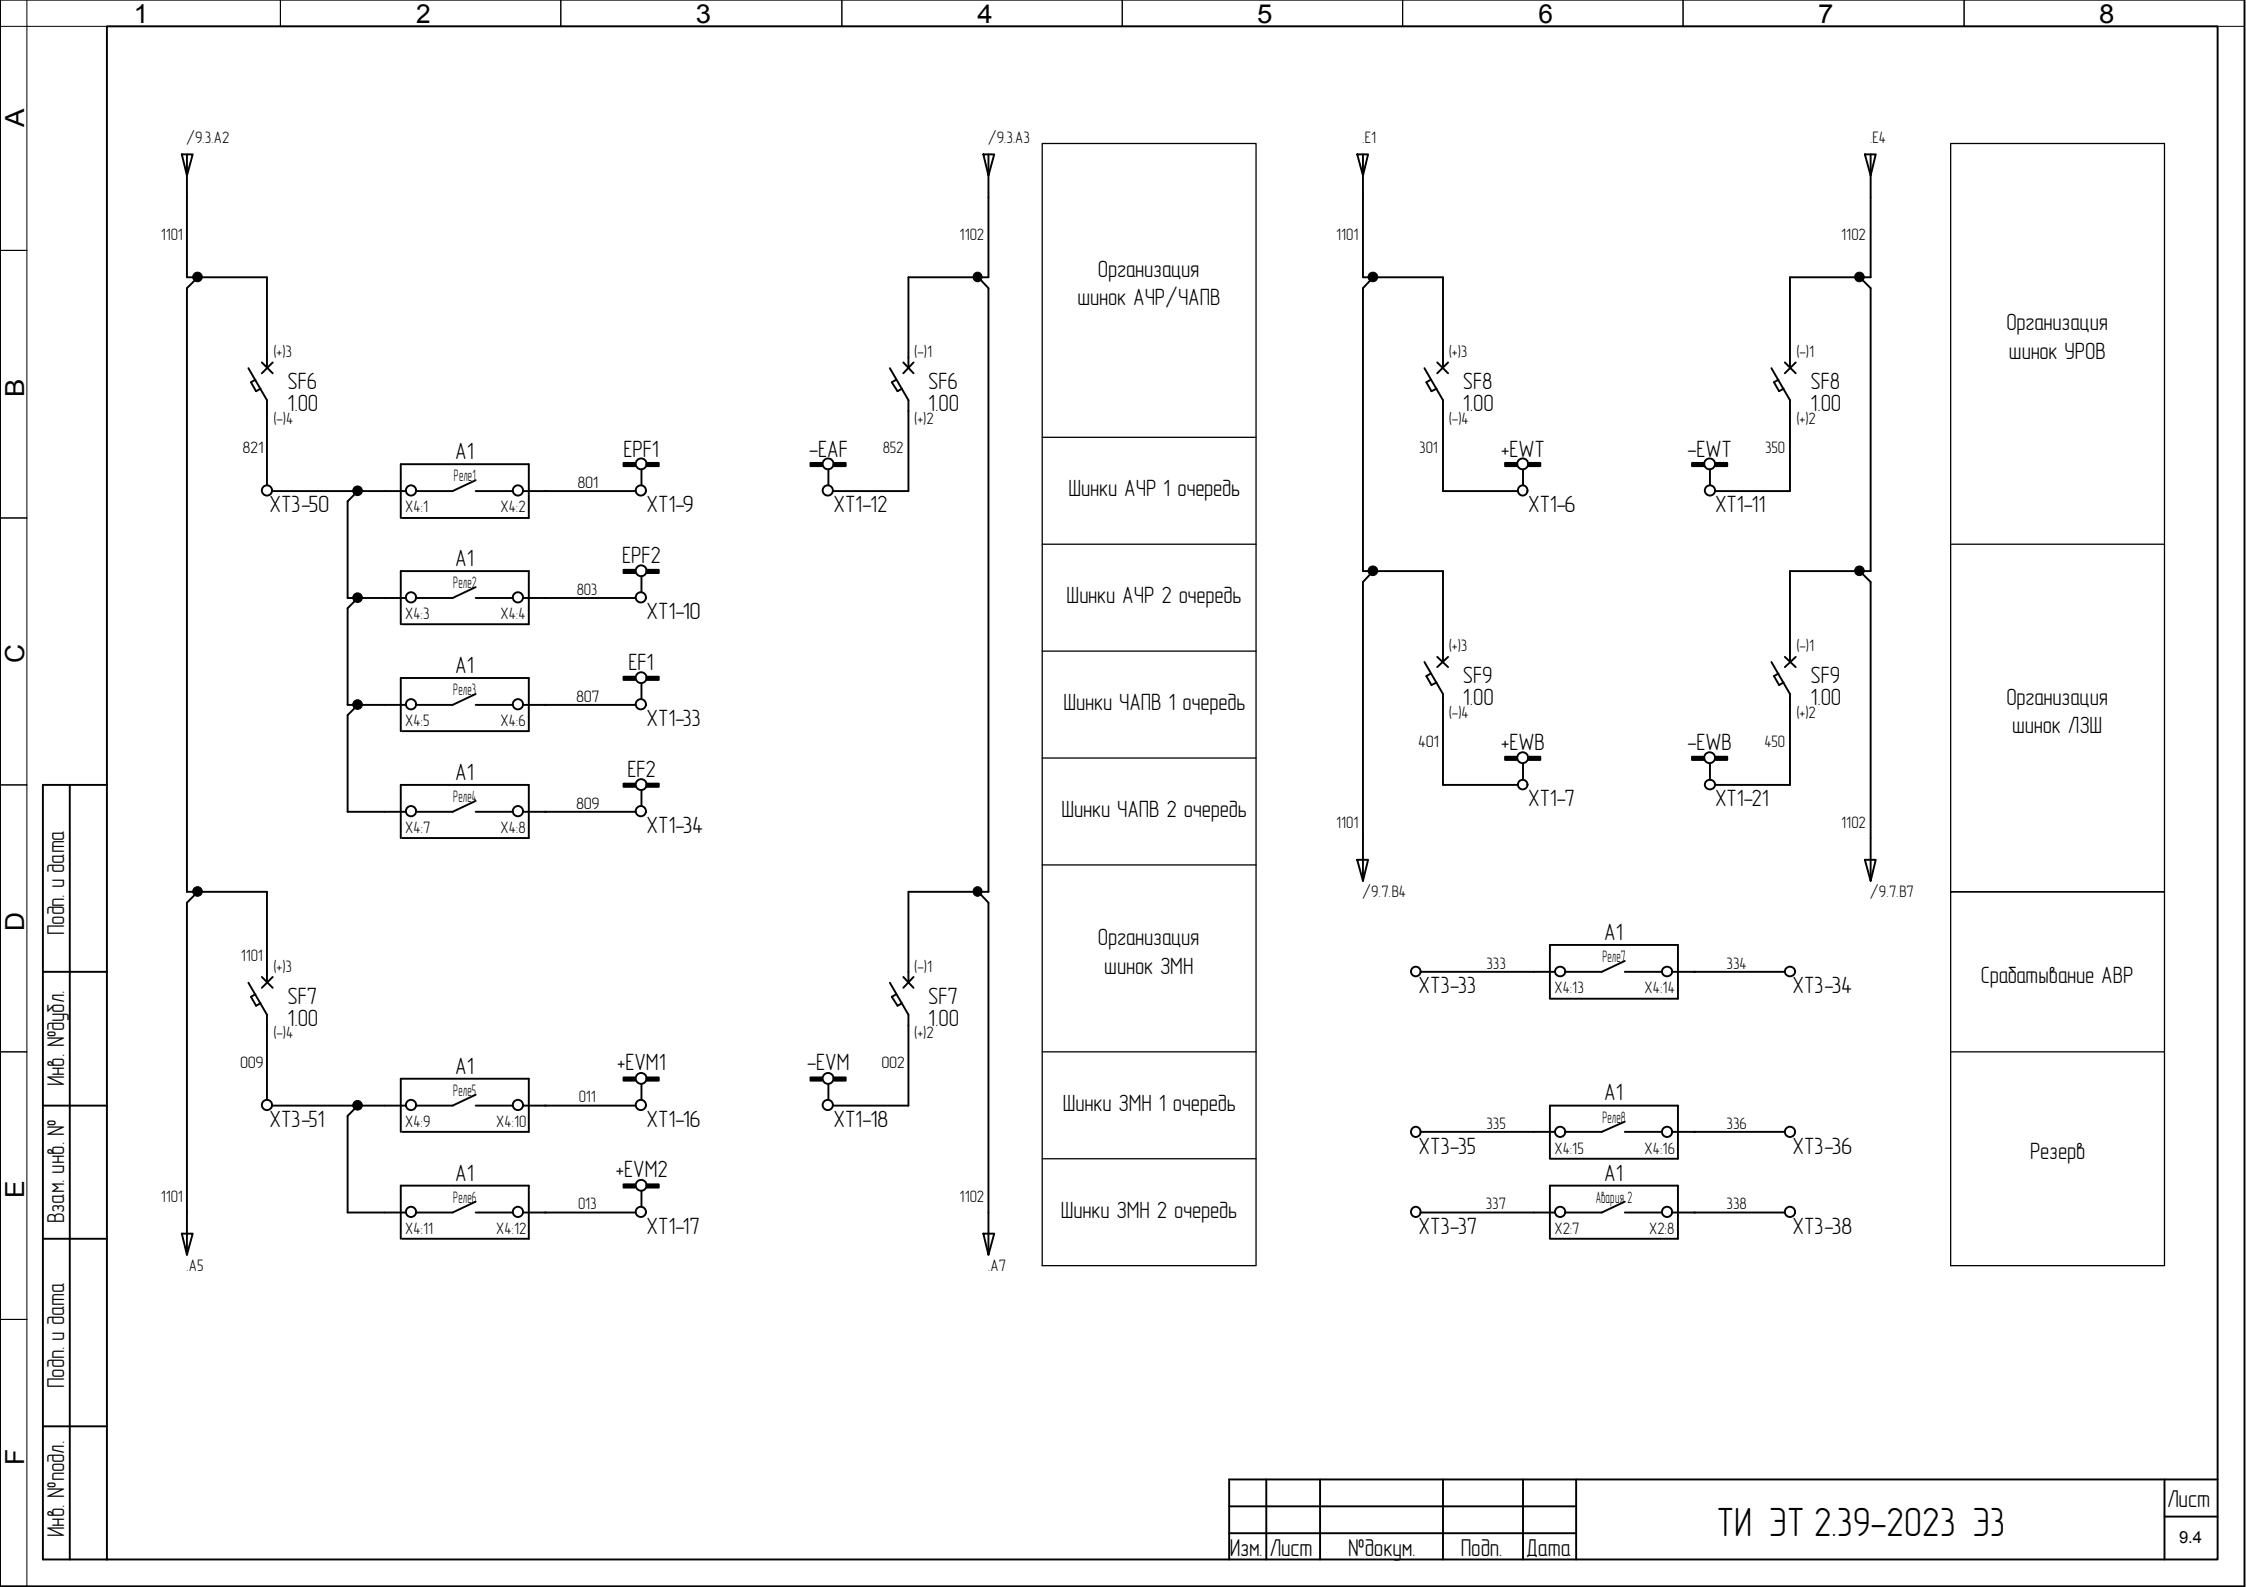 1 2 3 4 5 6 7 8
A
B
C
D
E
F
/9.3.A2
1101
(+)3
SF6
1.00
(-)4
821
XT3-50
A1
Реле1
X4:1 X4:2
801
EPF1
XT1-9
A1
Реле2
X4:3 X4:4
803
EPF2
XT1-10
A1
Реле3
X4:5 X4:6
807
EF1
XT1-33
A1
Реле4
X4:7 X4:8
809
EF2
XT1-34
1101
(+)3
SF7
1.00
(-)4
009
XT3-51
A1
Реле5
X4:9 X4:10
011
+EVM1
XT1-16
A1
Реле6
X4:11 X4:12
013
+EVM2
XT1-17
1101
.A5
/9.3.A3
1102
(-)1
SF6
1.00
(+)2
852
-EAF
XT1-12
(-)1
SF7
1.00
(+)2
002
-EVM
XT1-18
1102
.A7
Организация
шинок АЧР/ЧАПВ
Шинки АЧР 1 очередь
Шинки АЧР 2 очередь
Шинки ЧАПВ 1 очередь
Шинки ЧАПВ 2 очередь
Организация
шинок ЗМН
Шинки ЗМН 1 очередь
Шинки ЗМН 2 очередь
.E1
1101
(+)3
SF8
1.00
(-)4
301
+EWT
XT1-6
(+)3
SF9
1.00
(-)4
401
+EWB
XT1-7
1101
/9.7.B4
.E4
1102
(-)1
SF8
1.00
(+)2
350
-EWT
XT1-11
(-)1
SF9
1.00
(+)2
450
-EWB
XT1-21
1102
/9.7.B7
XT3-33
333
A1
Реле7
X4:13 X4:14
334
XT3-34
XT3-35
335
A1
Реле8
X4:15 X4:16
336
XT3-36
XT3-37
337
A1
Авария 2
X2:7 X2:8
338
XT3-38
Организация
шинок УРОВ
Организация
шинок ЛЗШ
Срабатывание АВР
Резерв
Подп. и дата
Инв. №дубл.
Взам. инв. №
Подп. и дата
Инв. №подл.
Изм. Лист №докум. Подп. Дата
ТИ ЭТ 2.39-2023 Э3
Лист
9.4